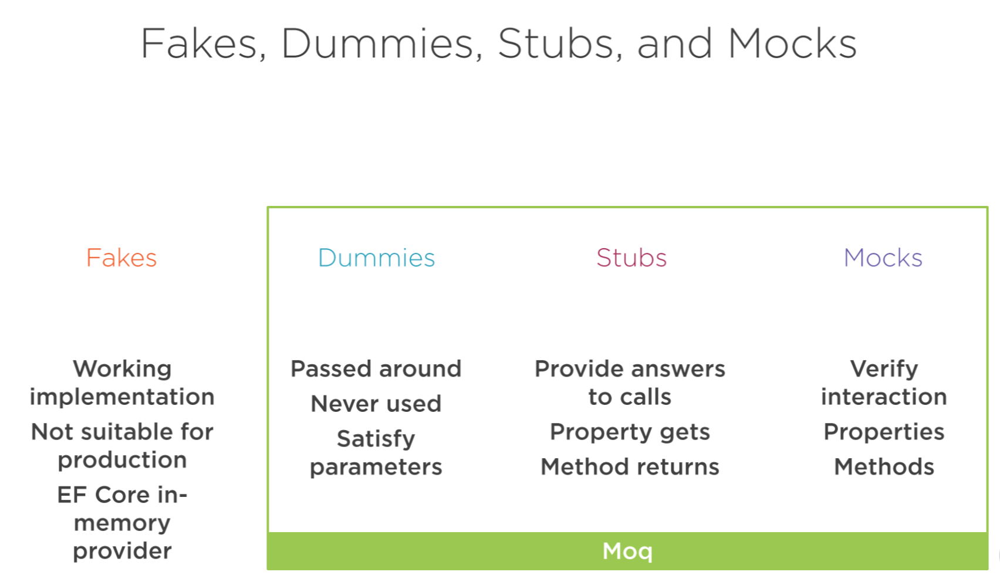 Fakes, Dummies, Stubs, and Mocks
Fakes
Working
implementation
Not suitable for
production
EF Core in-
memory
provider
Dummies
Passed around
Never used
Satisfy
parameters
Stubs
Provide answers
to calls
Property gets
Method returns
Mocks
Verify
interaction
Properties
Methods
Moq